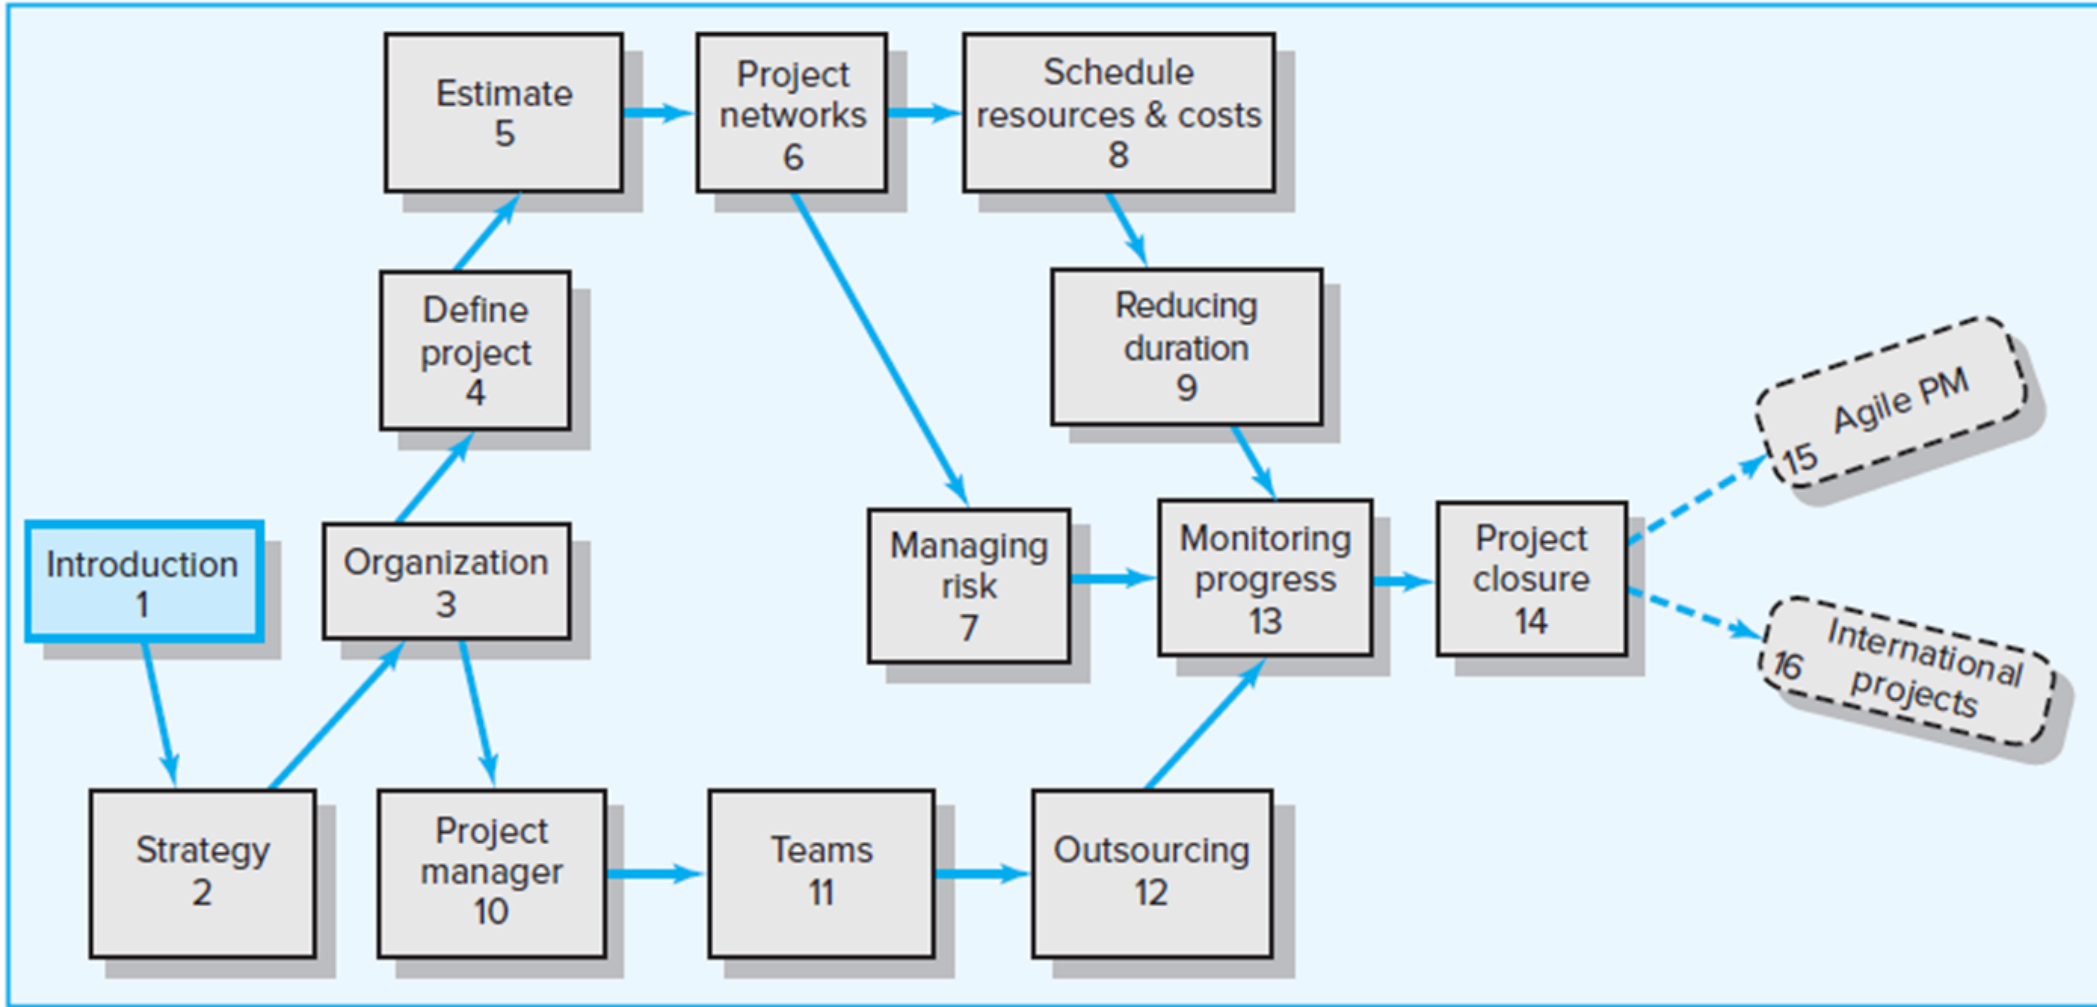 Estimate
5
Project
networks
6
Schedule
resources & costs
8
Define
project
4
Reducing
duration
9
Agile PM
15
Introduction
1
Organization
3
Managing
risk
7
Monitoring
progress
13
Project
closure
14
International
projects
16
Strategy
2
Project
manager
10
Teams
11
Outsourcing
12